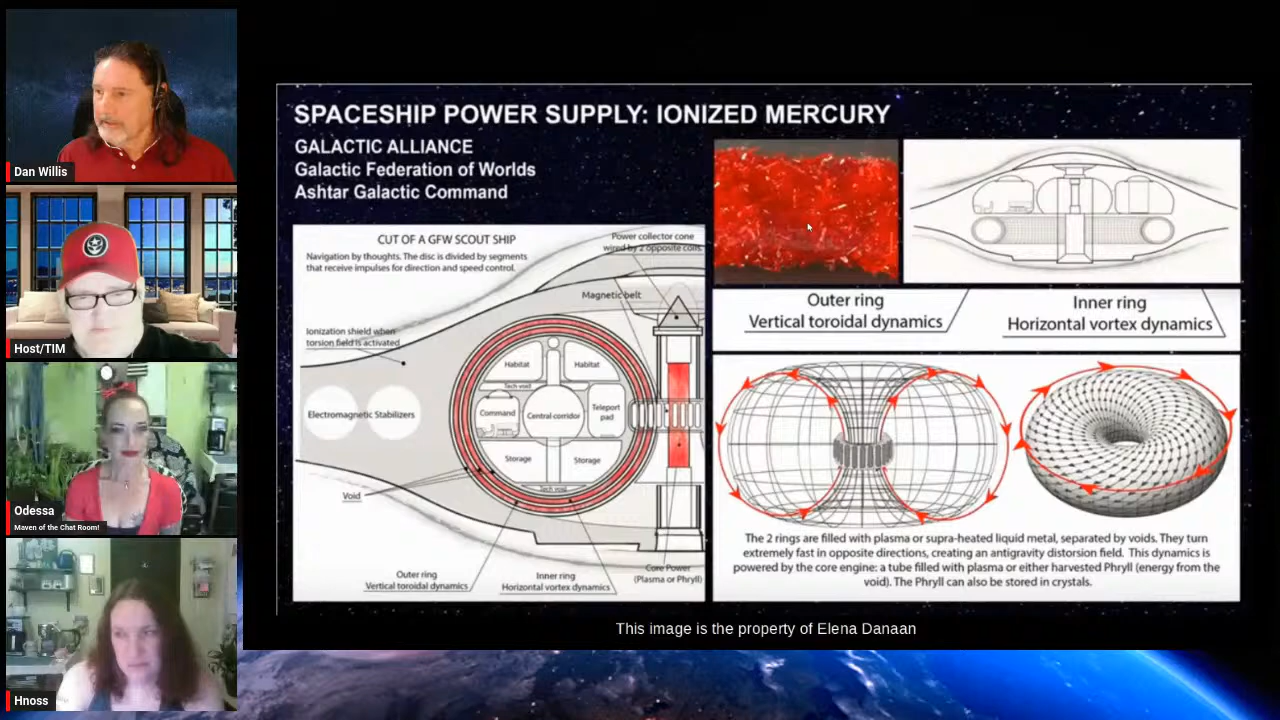 Dan Willis
Host/TIM
Odessa
Maven of the Chat Room!
Hnoss
SPACESHIP POWER SUPPLY: IONIZED MERCURY
GALACTIC ALLIANCE
Galactic Federation of Worlds
Ashtar Galactic Command
CUT OF A GFW SCOUT SHIP
Navigation by thoughts. The disc is divided by segments
that receive impulses for direction and speed control.
Power collector cone
wired by 2 opposite coils
Magnetic belt
Ionization shield when
torsion field is activated
Electromagnetic Stabilizers
Habitat
Habitat
Tech void
Command
Central corridor
Teleport
pad
Storage
Storage
Tech void
Void
Outer ring
Vertical toroidal dynamics
Inner ring
Horizontal vortex dynamics
Core Power
(Plasma or Phryll)
Outer ring
Vertical toroidal dynamics
Inner ring
Horizontal vortex dynamics
The 2 rings are filled with plasma or supra-heated liquid metal, separated by voids. They turn
extremely fast in opposite directions, creating an antigravity distorsion field. This dynamics is
powered by the core engine: a tube filled with plasma or either harvested Phryll (energy from the
void). The Phryll can also be stored in crystals.
This image is the property of Elena Danaan